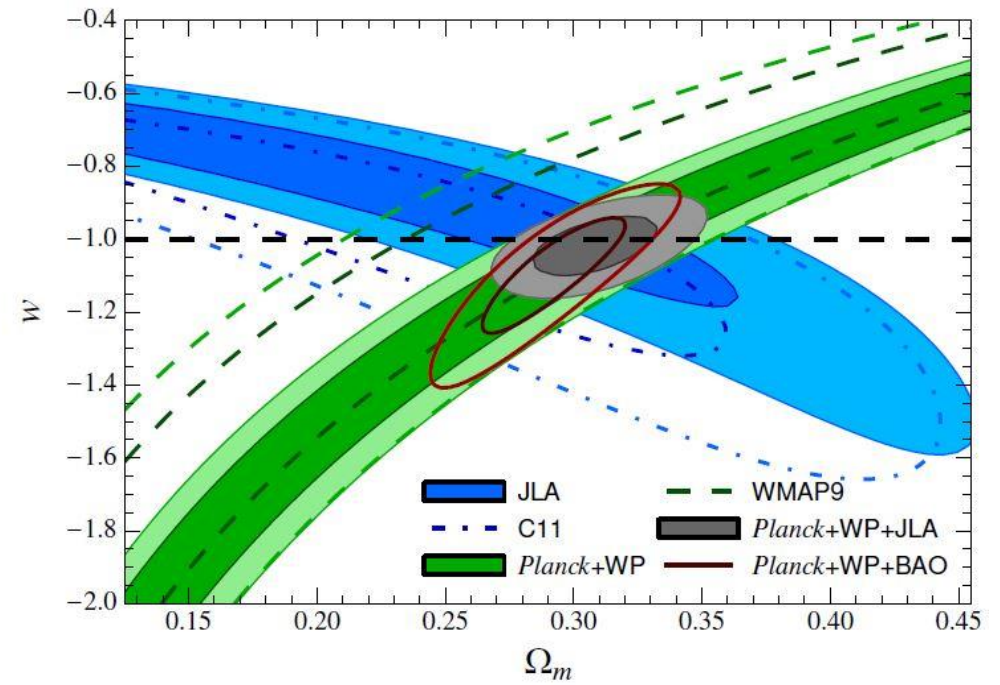 −0.4
−0.6
−0.8
−1.0
−1.2
−1.4
−1.6
−1.8
−2.0
w
0.15 0.20 0.25 0.30 0.35 0.40 0.45
Ωm
JLA WMAP9
C11 Planck+WP+JLA
Planck+WP Planck+WP+BAO